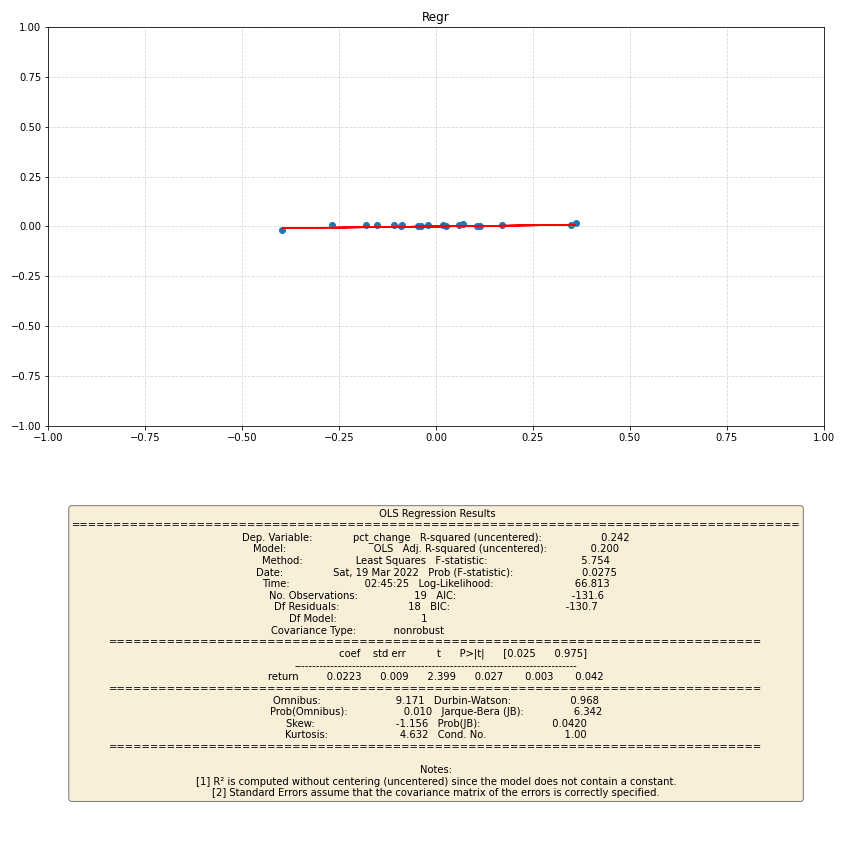 Regr
1.00
0.75
0.50
0.25
0.00
−0.25
−0.50
−0.75
−1.00
−1.00 −0.75 −0.50 −0.25 0.00 0.25 0.50 0.75 1.00
OLS Regression Results
==============================================================================
Dep. Variable: pct_change R-squared (uncentered): 0.242
Model: OLS Adj. R-squared (uncentered): 0.200
Method: Least Squares F-statistic: 5.754
Date: Sat, 19 Mar 2022 Prob (F-statistic): 0.0275
Time: 02:45:25 Log-Likelihood: 66.813
No. Observations: 19 AIC: -131.6
Df Residuals: 18 BIC: -130.7
Df Model: 1
Covariance Type: nonrobust
==============================================================================
coef std err t P>|t| [0.025 0.975]
------------------------------------------------------------------------------
return 0.0223 0.009 2.399 0.027 0.003 0.042
==============================================================================
Omnibus: 9.171 Durbin-Watson: 0.968
Prob(Omnibus): 0.010 Jarque-Bera (JB): 6.342
Skew: -1.156 Prob(JB): 0.0420
Kurtosis: 4.632 Cond. No. 1.00
==============================================================================
Notes:
[1] R² is computed without centering (uncentered) since the model does not contain a constant.
[2] Standard Errors assume that the covariance matrix of the errors is correctly specified.